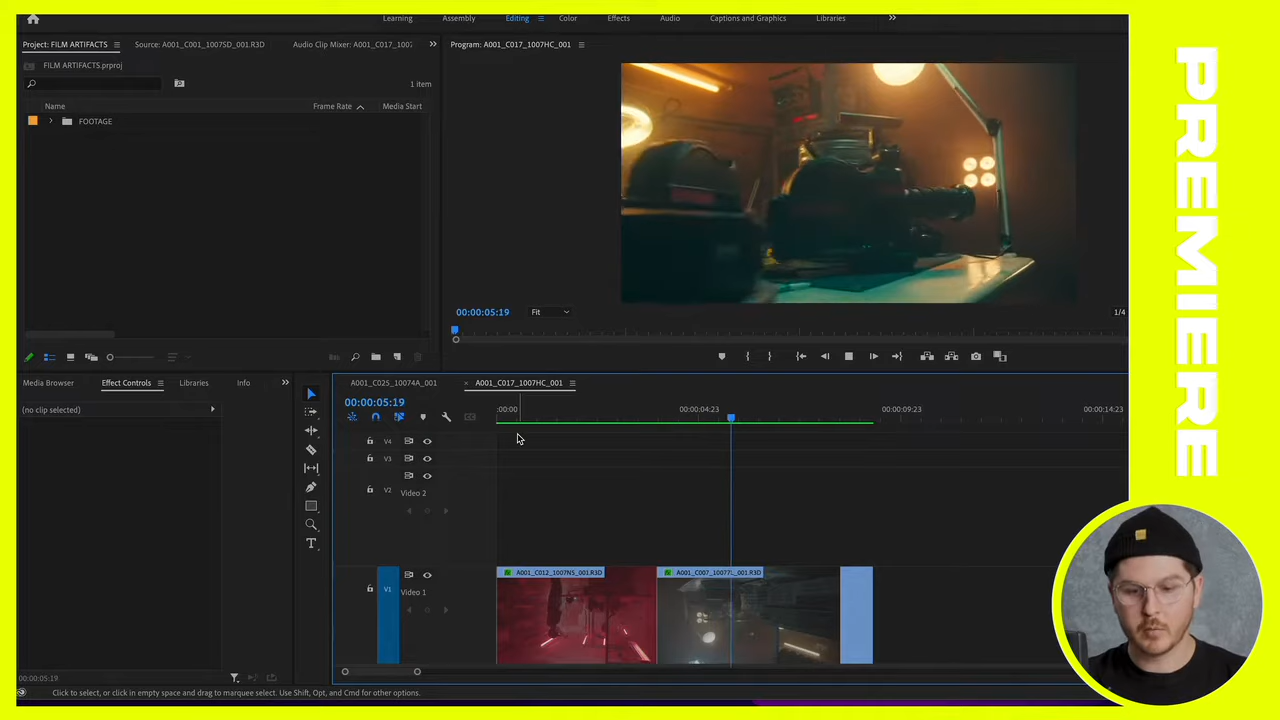 Learning Assembly Editing Color Effects Audio Captions and Graphics Libraries
Project: FILM ARTIFACTS Source: A001_C001_1007SD_001.R3D Audio Clip Mixer: A001_C017_1007
Program: A001_C017_1007HC_001
FILM ARTIFACTS.prproj
1 item
Name Frame Rate Media Start
FOOTAGE
00:00:05:19 Fit 1/4
Media Browser Effect Controls Libraries Info
(no clip selected)
A001_C025_10074A_001 × A001_C017_1007HC_001
00:00:05:19
:00:00 00:00:04:23 00:00:09:23 00:00:14:23
V4
V3
V2
Video 2
A001_C012_1007N5_001.R3D
V1
Video 1
00:00:05:19
Click to select, or click in empty space and drag to marquee select. Use Shift, Opt, and Cmd for other options.
PREMIERE